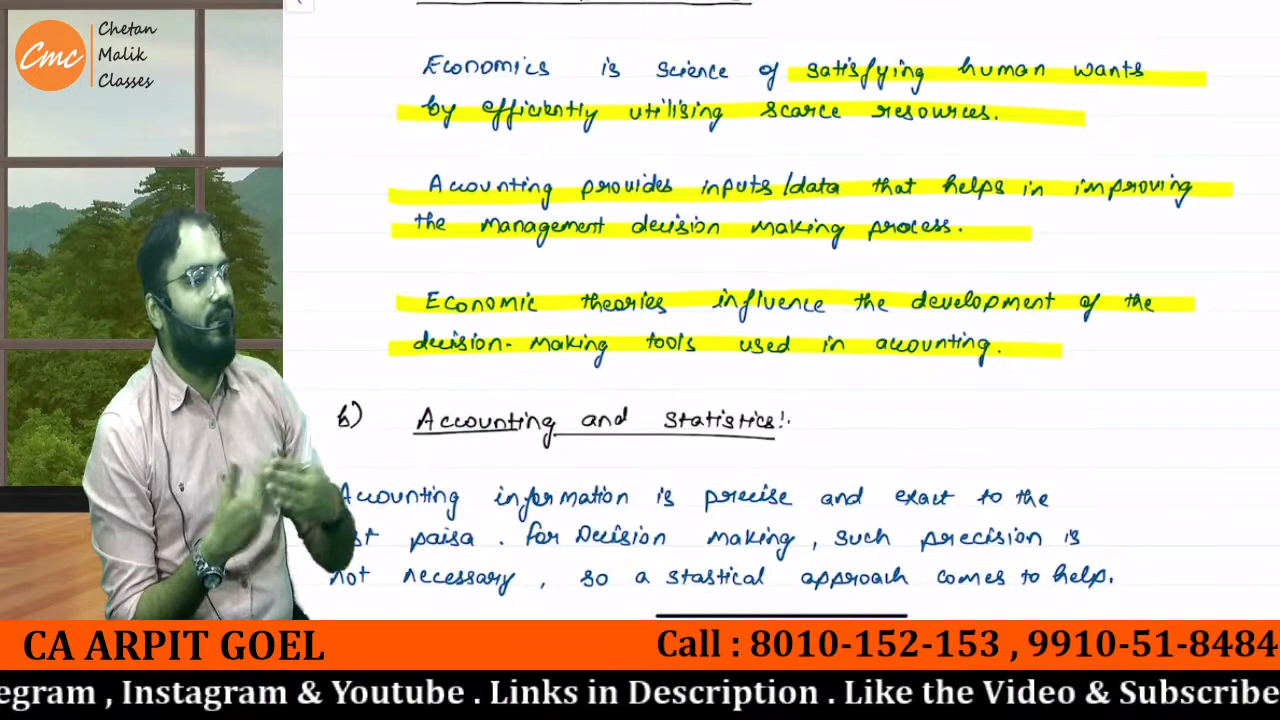 Chetan
Malik
Classes
CMC
Economics is science of satisfying human wants
by efficiently utilising scarce resources.
Accounting provides inputs/data that helps in improving
the management decision making process.
Economic theories influence the development of the
decision-making tools used in accounting.
b) Accounting and Statistics:-
Accounting information is precise and exact to the
paisa. For Decision making, such precision is
not necessary, so a stastical approach comes to help.
CA ARPIT GOEL
Call : 8010-152-153 , 9910-51-8484
egram , Instagram & Youtube . Links in Description . Like the Video & Subscribe